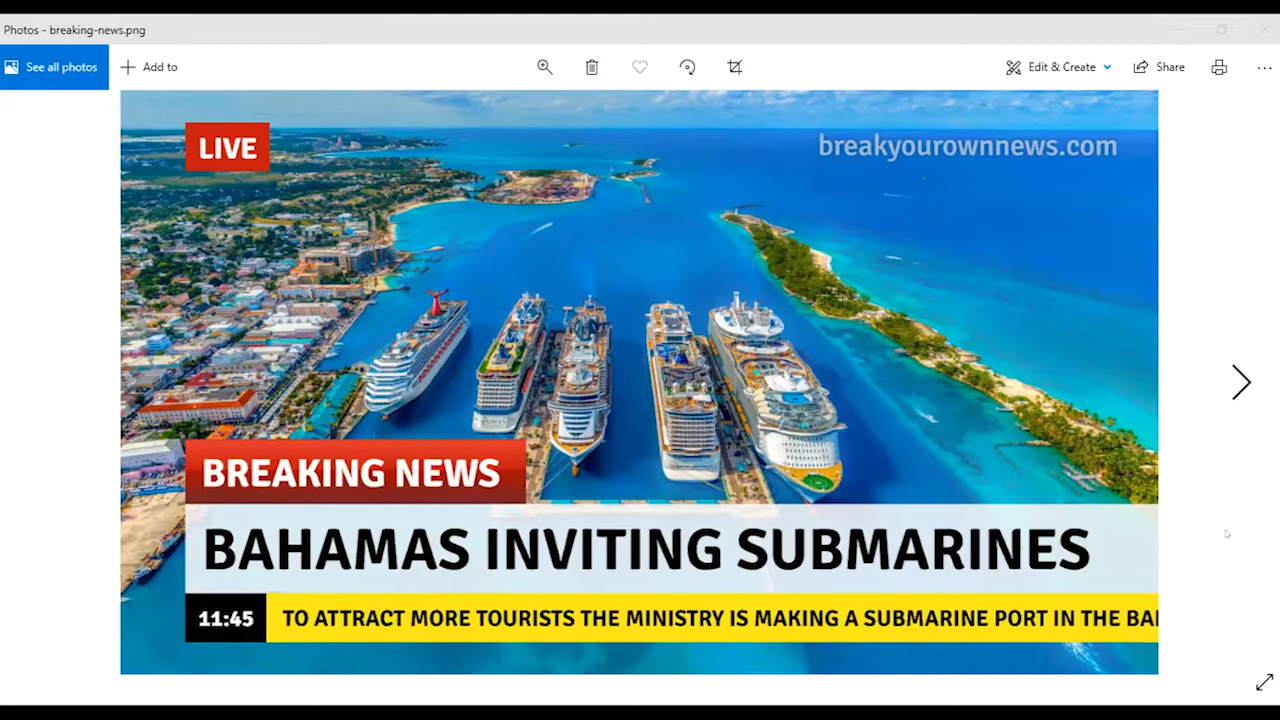 Photos - breaking-news.png
See all photos
Add to
Edit & Create
Share
LIVE
breakyourownnews.com
BREAKING NEWS
BAHAMAS INVITING SUBMARINES
11:45
TO ATTRACT MORE TOURISTS THE MINISTRY IS MAKING A SUBMARINE PORT IN THE